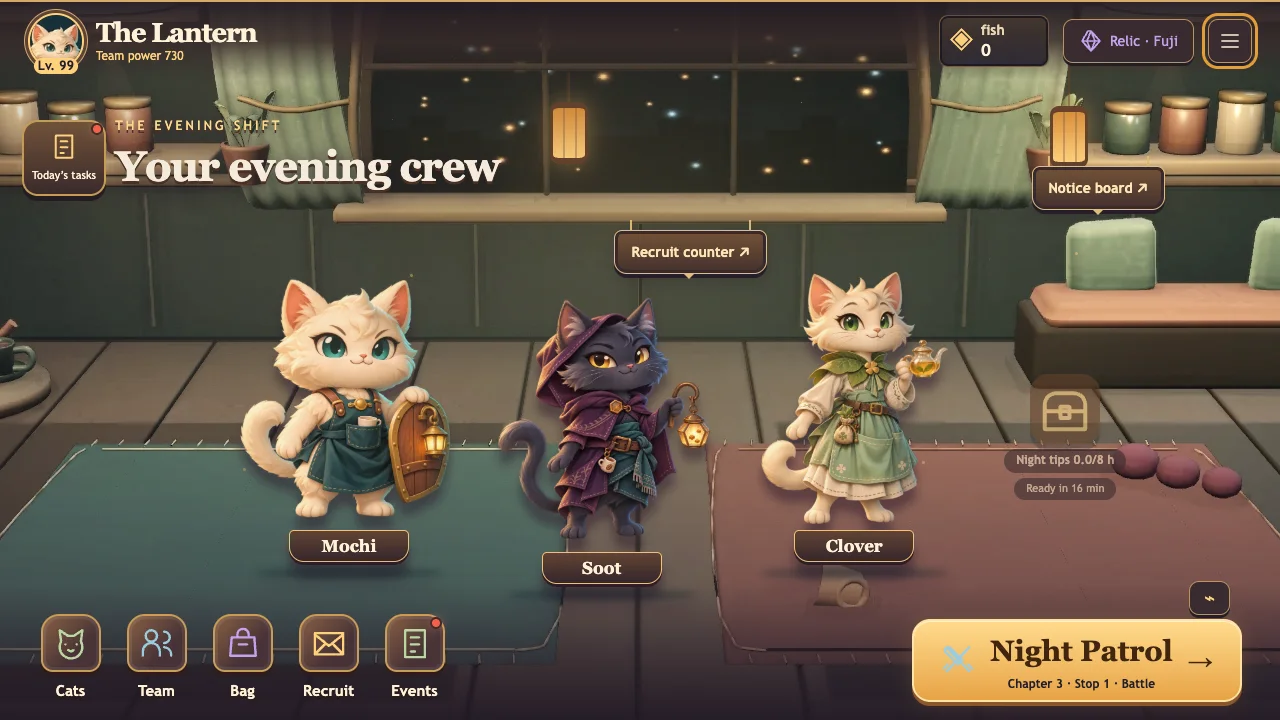 The Lantern
Team power 730
Lv. 99
fish
0
Relic · Fuji
Today's tasks
THE EVENING SHIFT
Your evening crew
Notice board ↗
Recruit counter ↗
Night tips 0.0/8 h
Ready in 16 min
Mochi
Soot
Clover
Cats
Team
Bag
Recruit
Events
Night Patrol →
Chapter 3 · Stop 1 · Battle